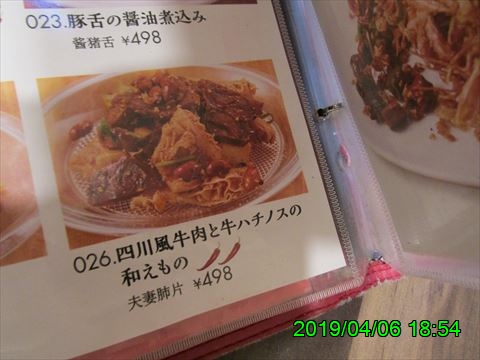 023.豚舌の醤油煮込み
酱猪舌 ¥498
026.四川風牛肉と牛ハチノスの
和えもの
夫妻肺片 ¥498
2019/04/06 18:54